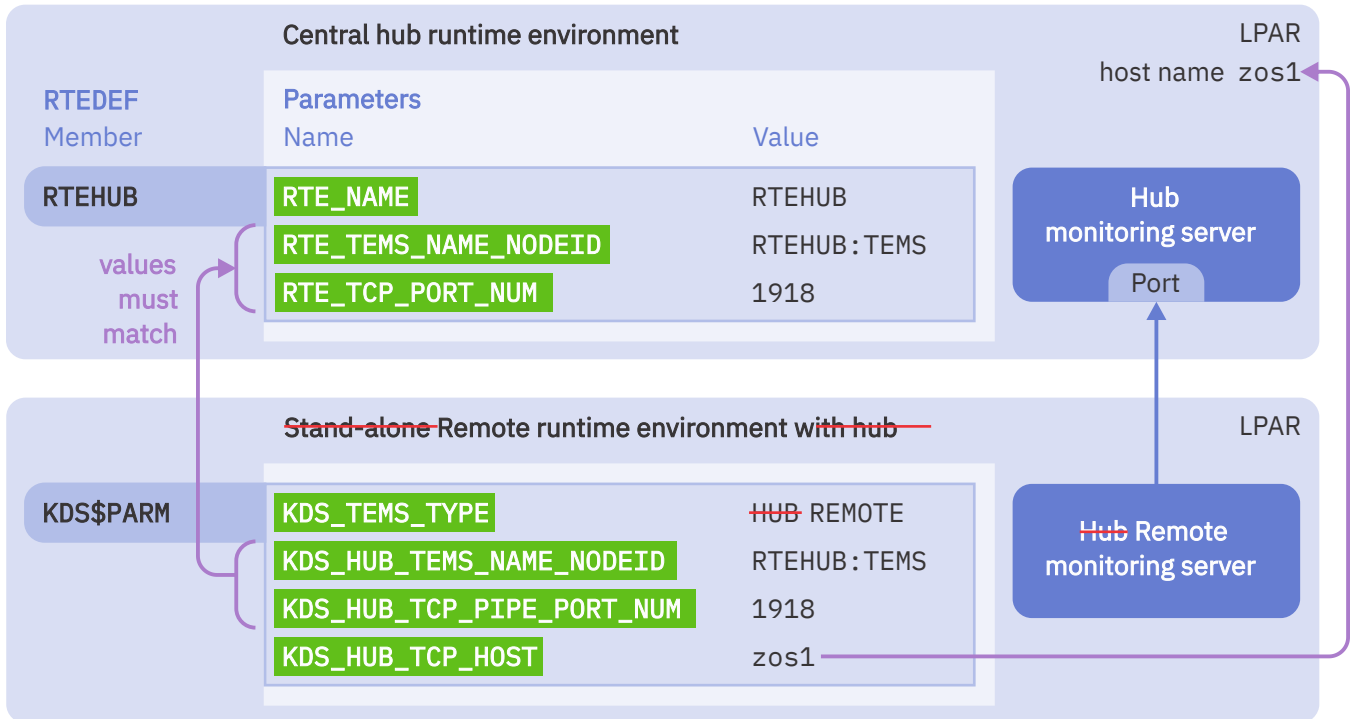 Central hub runtime environment
LPAR
host name zos1
RTEDEF
Member
Parameters
Name
Value
RTEHUB
RTE_NAME
RTEHUB
RTE_TEMS_NAME_NODEID
RTEHUB:TEMS
RTE_TCP_PORT_NUM
1918
values
must
match
Hub
monitoring server
Port
Stand-alone Remote runtime environment with hub
LPAR
KDS$PARM
KDS_TEMS_TYPE
HUB REMOTE
KDS_HUB_TEMS_NAME_NODEID
RTEHUB:TEMS
KDS_HUB_TCP_PIPE_PORT_NUM
1918
KDS_HUB_TCP_HOST
zos1
Hub Remote
monitoring server